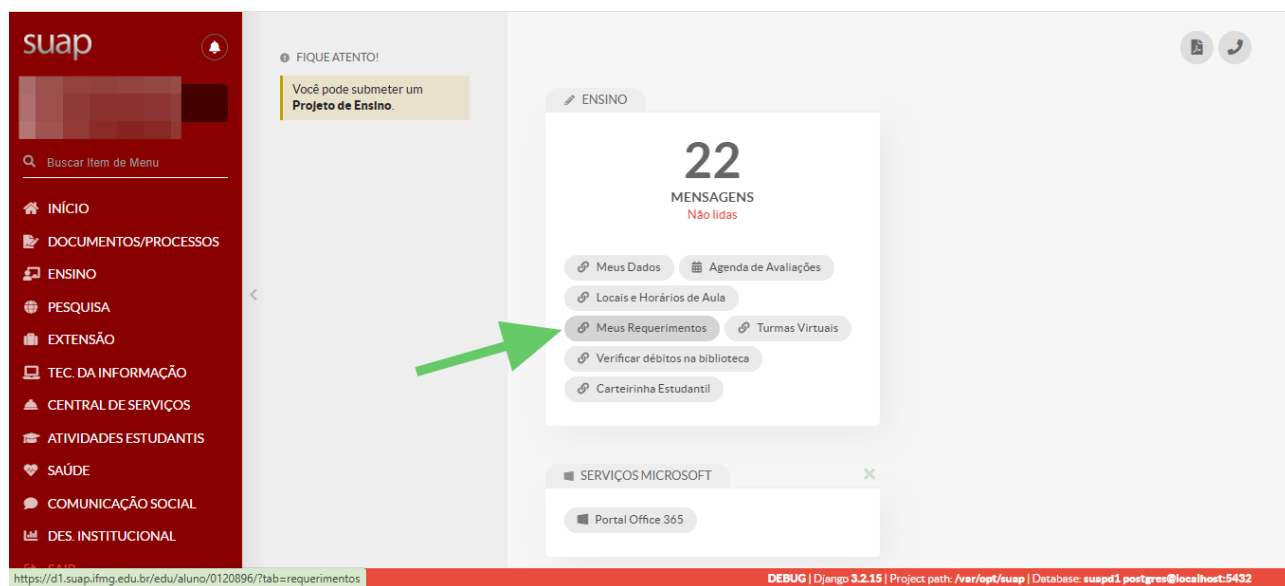 suap
Buscar Item de Menu
INÍCIO
DOCUMENTOS/PROCESSOS
ENSINO
PESQUISA
EXTENSÃO
TEC. DA INFORMAÇÃO
CENTRAL DE SERVIÇOS
ATIVIDADES ESTUDANTIS
SAÚDE
COMUNICAÇÃO SOCIAL
DES. INSTITUCIONAL
FIQUE ATENTO!
Você pode submeter um
Projeto de Ensino.
ENSINO
22
MENSAGENS
Não lidas
Meus Dados
Agenda de Avaliações
Locais e Horários de Aula
Meus Requerimentos
Turmas Virtuais
Verificar débitos na biblioteca
Carteirinha Estudantil
SERVIÇOS MICROSOFT
Portal Office 365
https://d1.suap.ifmg.edu.br/edu/aluno/0120896/?tab=requerimentos
DEBUG | Django 3.2.15 | Project path: /var/opt/suap | Database: suapd1 postgres@localhost:5432